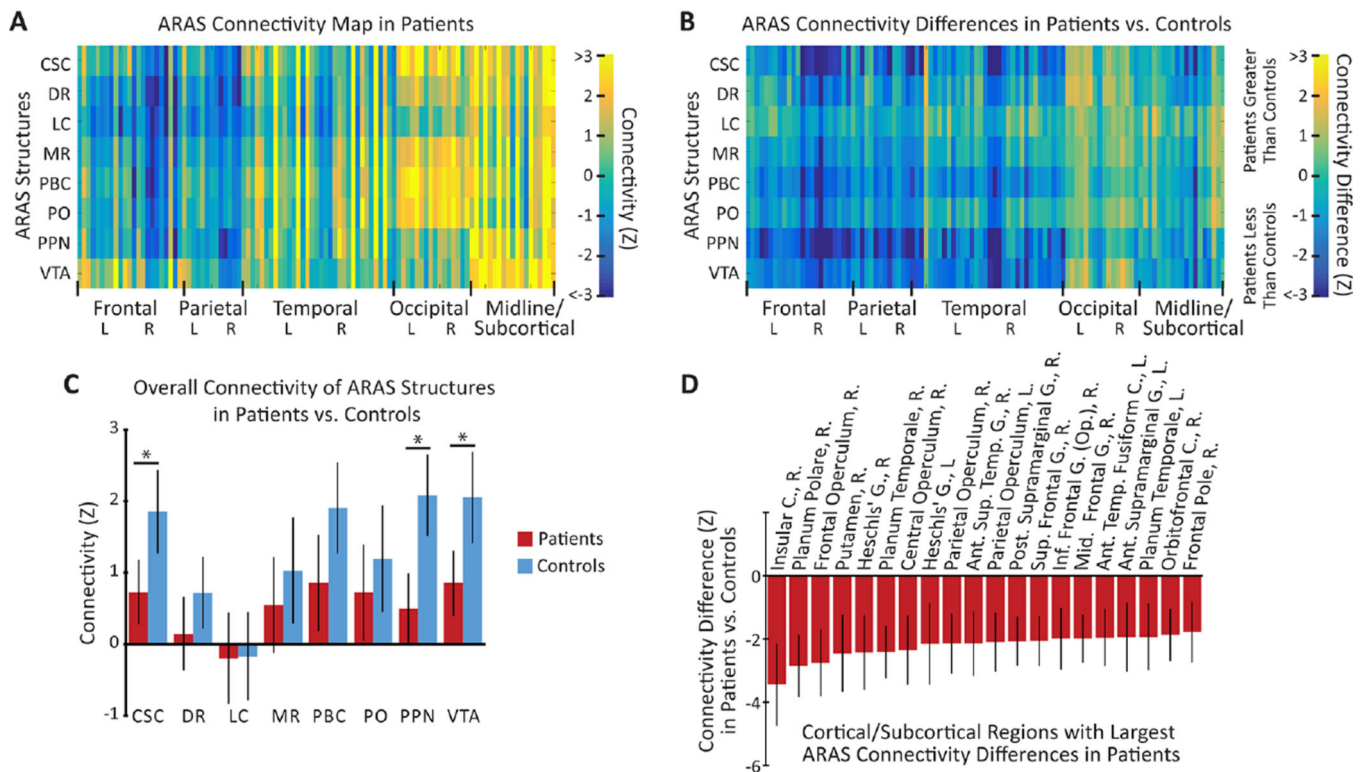 A
ARAS Connectivity Map in Patients
ARAS Structures
CSC
DR
LC
MR
PBC
PO
PPN
VTA
>3
2
1
0
-1
-2
<-3
Connectivity (Z)
Frontal Parietal Temporal Occipital Midline/
L R L R L R L R Subcortical
B
ARAS Connectivity Differences in Patients vs. Controls
ARAS Structures
CSC
DR
LC
MR
PBC
PO
PPN
VTA
Patients Greater
Than Controls
Patients Less
Than Controls
>3
2
1
0
-1
-2
<-3
Connectivity Difference (Z)
Frontal Parietal Temporal Occipital Midline/
L R L R L R L R Subcortical
C
Overall Connectivity of ARAS Structures
in Patients vs. Controls
Connectivity (Z)
3
2
1
0
-1
* * *
CSC DR LC MR PBC PO PPN VTA
Patients
Controls
D
Connectivity Difference (Z)
in Patients vs. Controls
2
0
-2
-4
-6
Insular C., R.
Planum Polare, R.
Frontal Operculum, R.
Putamen, R.
Heschls' G., R
Planum Temporale, R.
Central Operculum, R.
Heschls' G., L
Parietal Operculum, R.
Ant. Sup. Temp. G., R.
Parietal Operculum, L.
Post. Supramarginal G., R.
Sup. Frontal G., R.
Inf. Frontal G. (Op.), R.
Mid. Frontal G., R.
Ant. Temp. Fusiform C., L.
Ant. Supramarginal G., L.
Planum Temporale, L.
Orbitofrontal C., R.
Frontal Pole, R.
Cortical/Subcortical Regions with Largest
ARAS Connectivity Differences in Patients